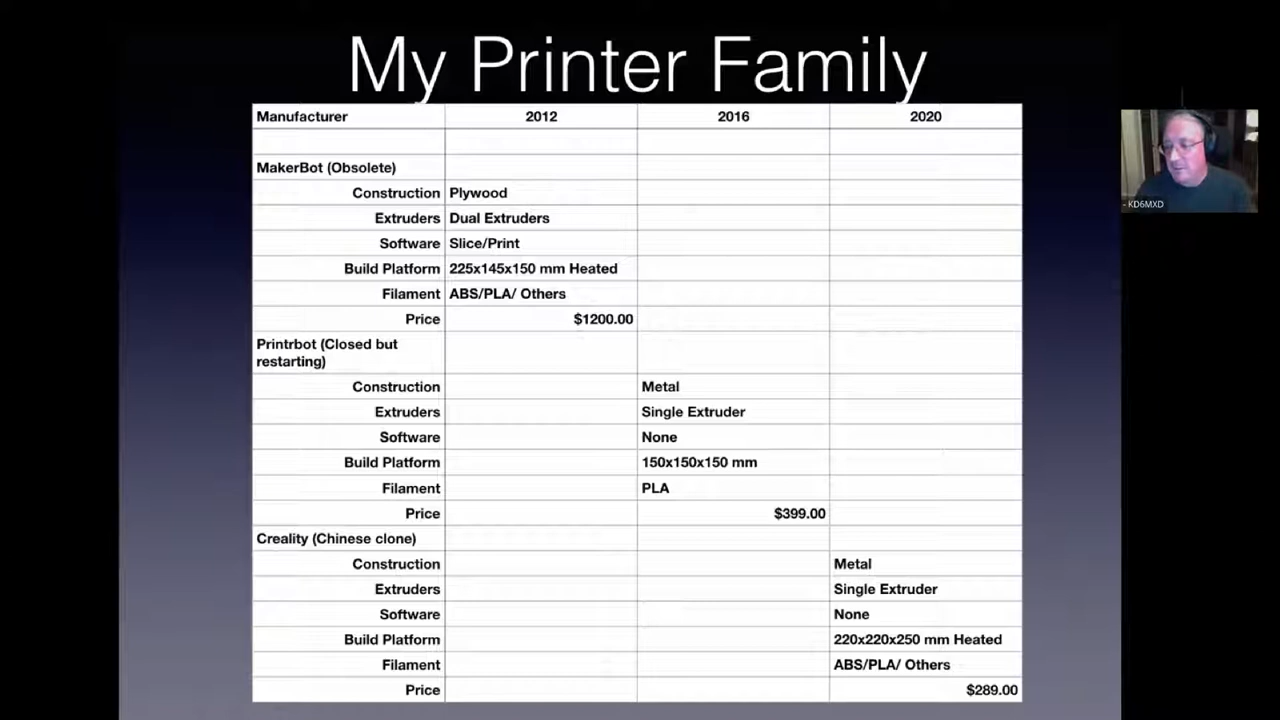 My Printer Family
Manufacturer 2012 2016 2020
MakerBot (Obsolete)
Construction Plywood
Extruders Dual Extruders
Software Slice/Print
Build Platform 225x145x150 mm Heated
Filament ABS/PLA/ Others
Price $1200.00
Printrbot (Closed but
restarting)
Construction Metal
Extruders Single Extruder
Software None
Build Platform 150x150x150 mm
Filament PLA
Price $399.00
Creality (Chinese clone)
Construction Metal
Extruders Single Extruder
Software None
Build Platform 220x220x250 mm Heated
Filament ABS/PLA/ Others
Price $289.00
- KD6MXD